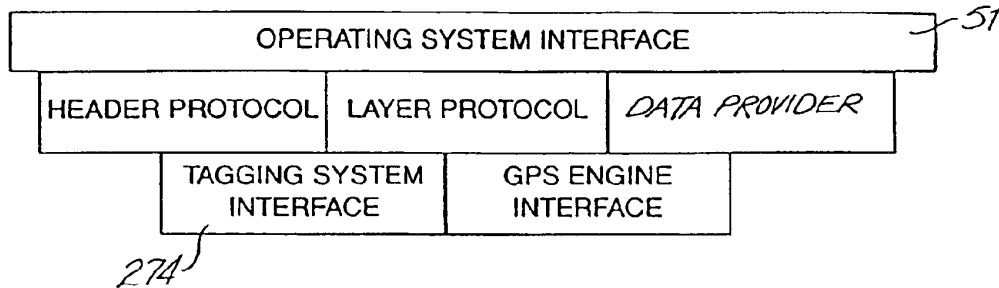 OPERATING SYSTEM INTERFACE
51
HEADER PROTOCOL
LAYER PROTOCOL
DATA PROVIDER
TAGGING SYSTEM
INTERFACE
GPS ENGINE
INTERFACE
274